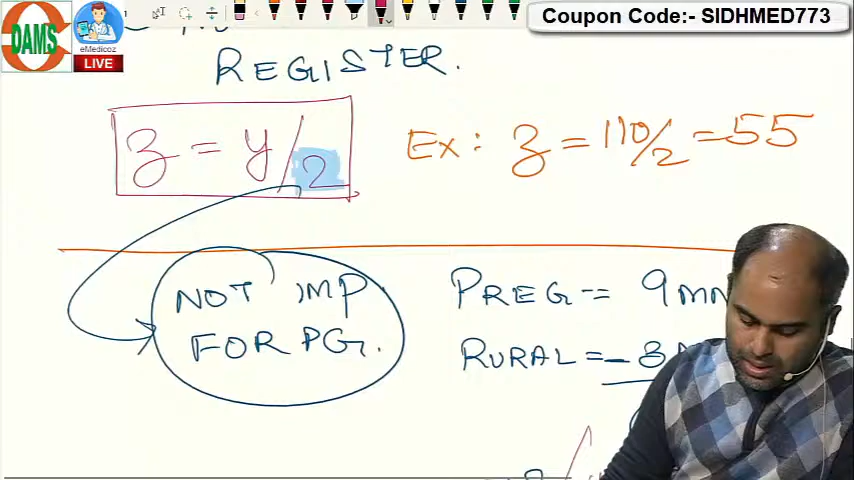 Coupon Code:- SIDHMED773
DAMS
eMedicoz
LIVE
REGISTER.
z = y/2
Ex: z = 110/2 = 55
NOT IMP
FOR PG.
PREG = 9
RURAL = - 3